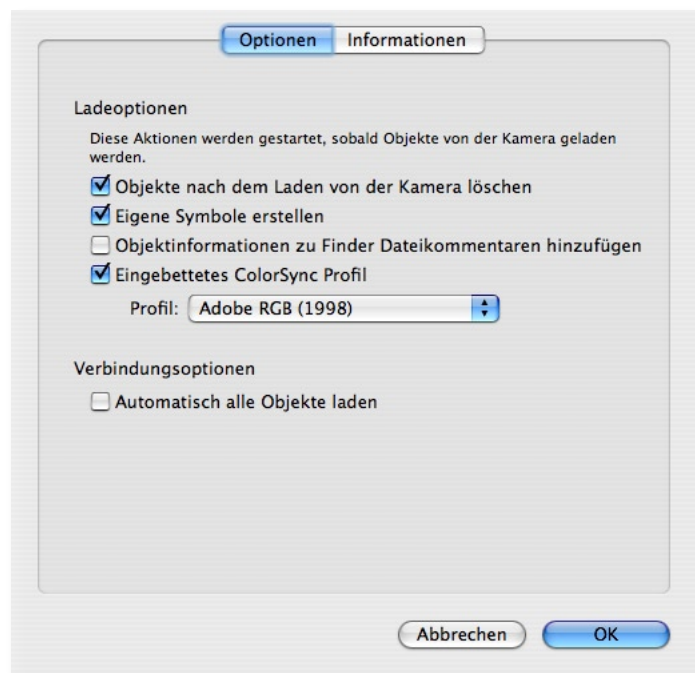 Optionen Informationen
Ladeoptionen
Diese Aktionen werden gestartet, sobald Objekte von der Kamera geladen
werden.
Objekte nach dem Laden von der Kamera löschen
Eigene Symbole erstellen
Objektinformationen zu Finder Dateikommentaren hinzufügen
Eingebettetes ColorSync Profil
Profil: Adobe RGB (1998)
Verbindungsoptionen
Automatisch alle Objekte laden
Abbrechen OK